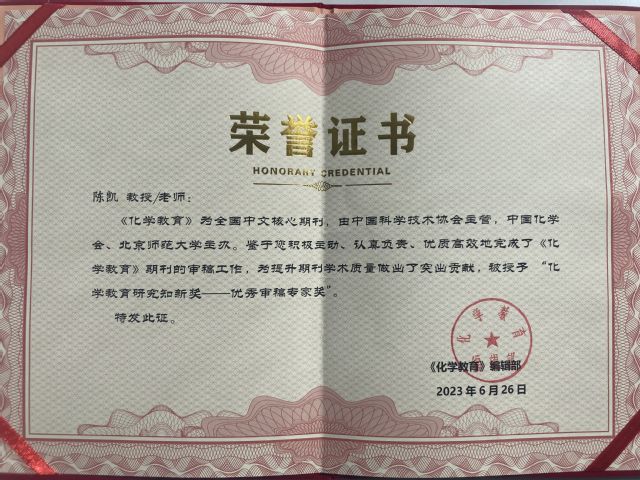 荣誉证书
HONORARY CREDENTIAL
陈凯 教授/老师：
《化学教育》为全国中文核心期刊，由中国科学技术协会主管，中国化学
会、北京师范大学主办。鉴于您积极主动、认真负责、优质高效地完成了《化
学教育》期刊的审稿工作，为提升期刊学术质量做出了突出贡献，被授予 “化
学教育研究知新奖——优秀审稿专家奖”。
特发此证。
化学教育
《化学教育》编辑部
2023年6月26日